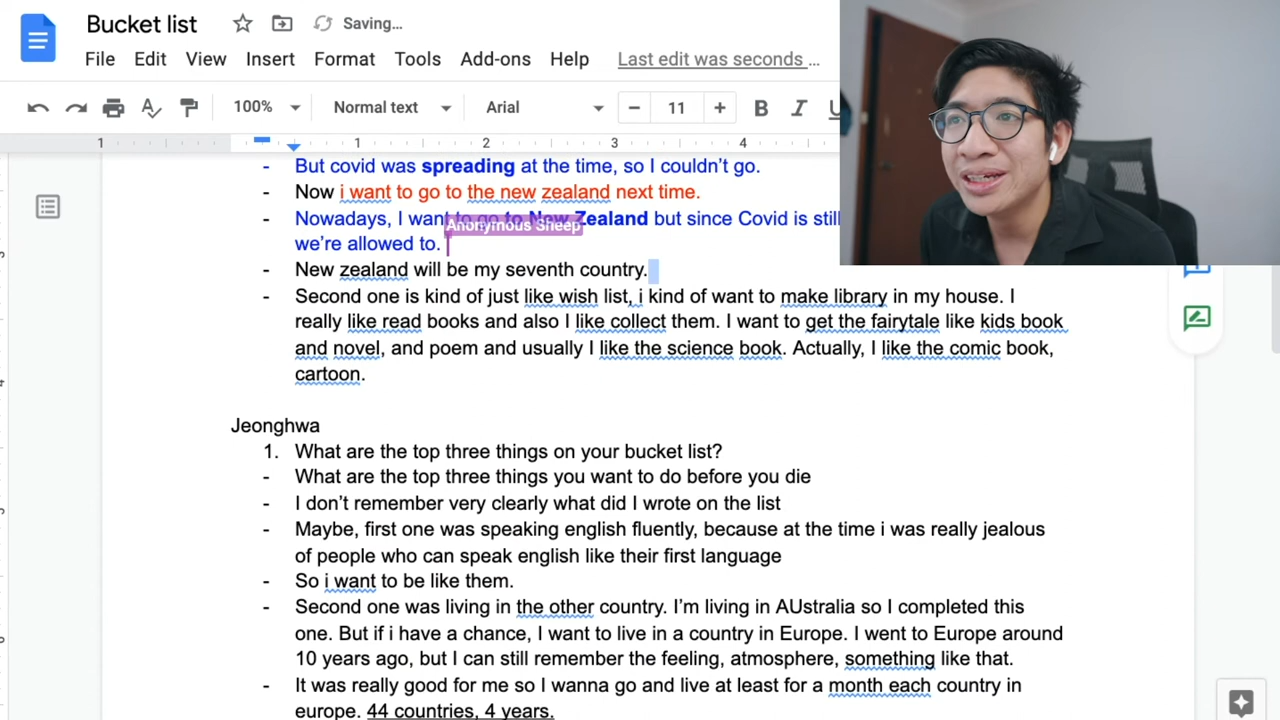 Bucket list
Saving…
File Edit View Insert Format Tools Add-ons Help Last edit was seconds …
100% Normal text Arial 11 B I U
1 1 2 3 4
- But covid was spreading at the time, so I couldn't go.
- Now i want to go to the new zealand next time.
- Nowadays, I want to go to New Zealand but since Covid is still
Anonymous Sheep
we're allowed to.
- New zealand will be my seventh country.
- Second one is kind of just like wish list, i kind of want to make library in my house. I
really like read books and also I like collect them. I want to get the fairytale like kids book
and novel, and poem and usually I like the science book. Actually, I like the comic book,
cartoon.
Jeonghwa
1. What are the top three things on your bucket list?
- What are the top three things you want to do before you die
- I don't remember very clearly what did I wrote on the list
- Maybe, first one was speaking english fluently, because at the time i was really jealous
of people who can speak english like their first language
- So i want to be like them.
- Second one was living in the other country. I'm living in AUstralia so I completed this
one. But if i have a chance, I want to live in a country in Europe. I went to Europe around
10 years ago, but I can still remember the feeling, atmosphere, something like that.
- It was really good for me so I wanna go and live at least for a month each country in
europe. 44 countries, 4 years.